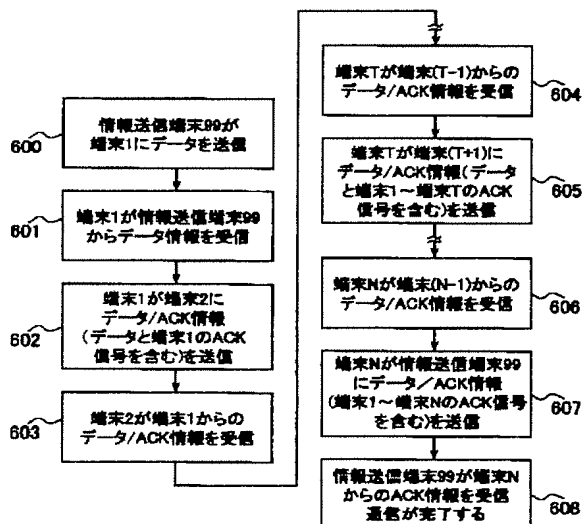 600
情報送信端末99が
端末1にデータを送信
601
端末1が情報送信端末99
からデータ情報を受信
602
端末1が端末2に
データ/ACK情報
(データと端末1のACK
信号を含む)を送信
603
端末2が端末1からの
データ/ACK情報を受信
端末Tが端末(T-1)からの
データ/ACK情報を受信
604
端末Tが端末(T+1)に
データ/ACK情報(データ
と端末1～端末TのACK
信号を含む)を送信
605
端末Nが端末(N-1)からの
データ/ACK情報を受信
606
端末Nが情報送信端末99
にデータ／ACK情報
(端末1～端末NのACK信号
を含む)を送信
607
情報送信端末99が端末N
からのACK情報を受信
通信が完了する
608